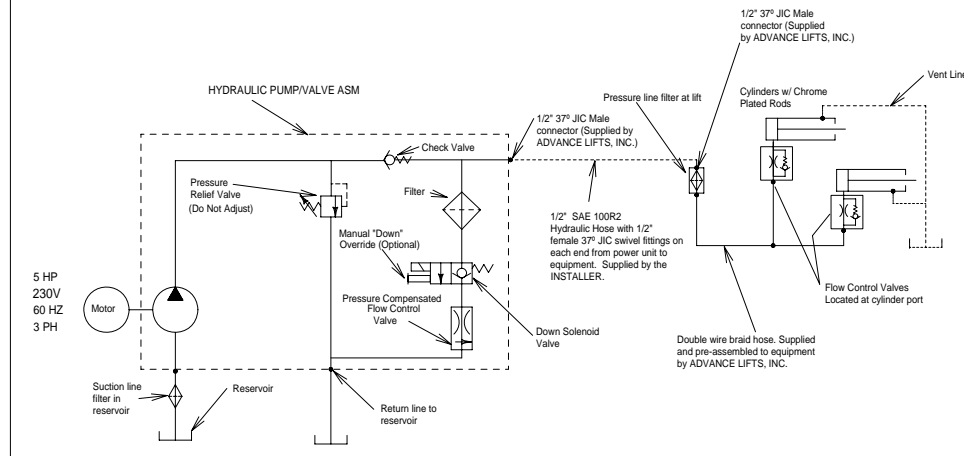 1/2" 37º JIC Male
connector (Supplied
by ADVANCE LIFTS, INC.)
HYDRAULIC PUMP/VALVE ASM
Pressure line filter at lift
Cylinders w/ Chrome
Plated Rods
Vent Line
1/2" 37º JIC Male
connector (Supplied by
ADVANCE LIFTS, INC.)
Check Valve
Pressure
Relief Valve
(Do Not Adjust)
Filter
Manual "Down"
Override (Optional)
1/2" SAE 100R2
Hydraulic Hose with 1/2"
female 37º JIC swivel fittings on
each end from power unit to
equipment. Supplied by the
INSTALLER.
5 HP
230V
60 HZ
3 PH
Motor
Pressure Compensated
Flow Control
Valve
Down Solenoid
Valve
Flow Control Valves
Located at cylinder port
Double wire braid hose. Supplied
and pre-assembled to equipment
by ADVANCE LIFTS, INC.
Suction line
filter in
reservoir
Reservoir
Return line to
reservoir